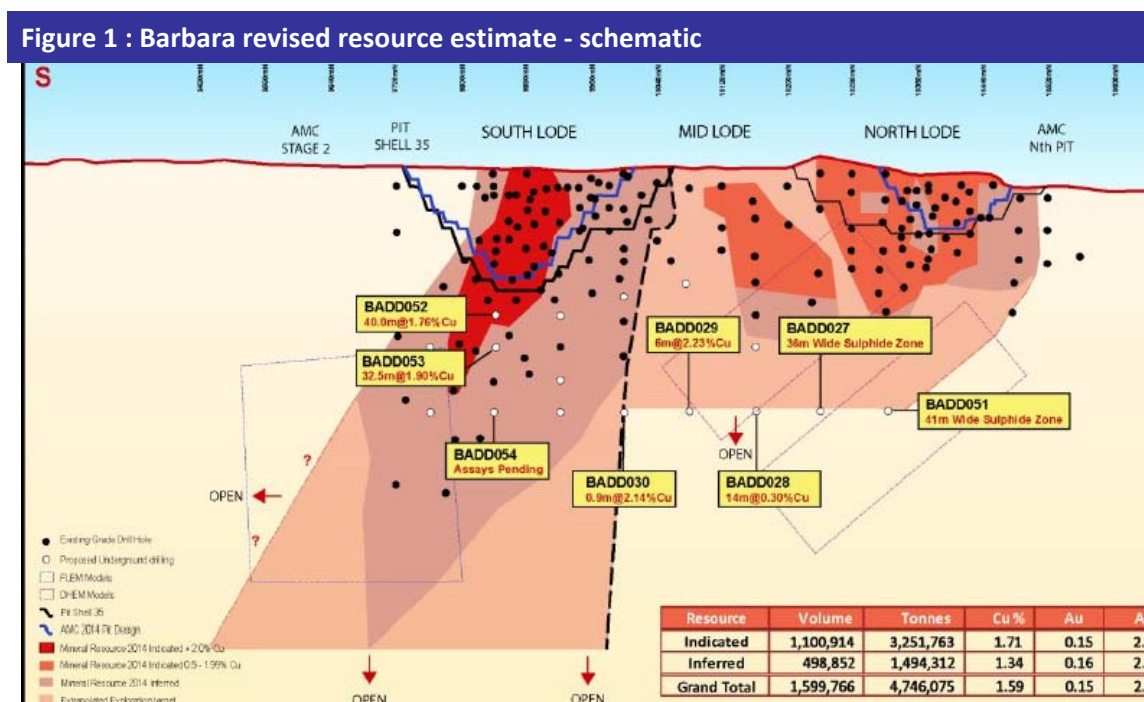 Figure 1 : Barbara revised resource estimate - schematic
S
AMC
STAGE 2
PIT
SHELL 35
SOUTH LODE
MID LODE
NORTH LODE
AMC
Nth PIT
BADD052
40.0m@1.76%Cu
BADD053
32.5m@1.90%Cu
BADD029
6m@2.23%Cu
BADD027
36m Wide Sulphide Zone
BADD051
41m Wide Sulphide Zone
BADD054
Assays Pending
OPEN
BADD030
0.9m@2.14%Cu
BADD028
14m@0.30%Cu
?
OPEN
?
Existing Grade Drill Hole
Proposed Underground drilling
FLEM Models
DHEM Models
Pit Shell 35
AMC 2014 Pit Design
Mineral Resource 2014 Indicated + 2.0% Cu
Mineral Resource 2014 Indicated 0.5 - 1.99% Cu
Mineral Resource 2014 Inferred
Extrapolated Exploration target
OPEN
OPEN
Resource Volume Tonnes Cu % Au A
Indicated 1,100,914 3,251,763 1.71 0.15 2.
Inferred 498,852 1,494,312 1.34 0.16 2.
Grand Total 1,599,766 4,746,075 1.59 0.15 2.